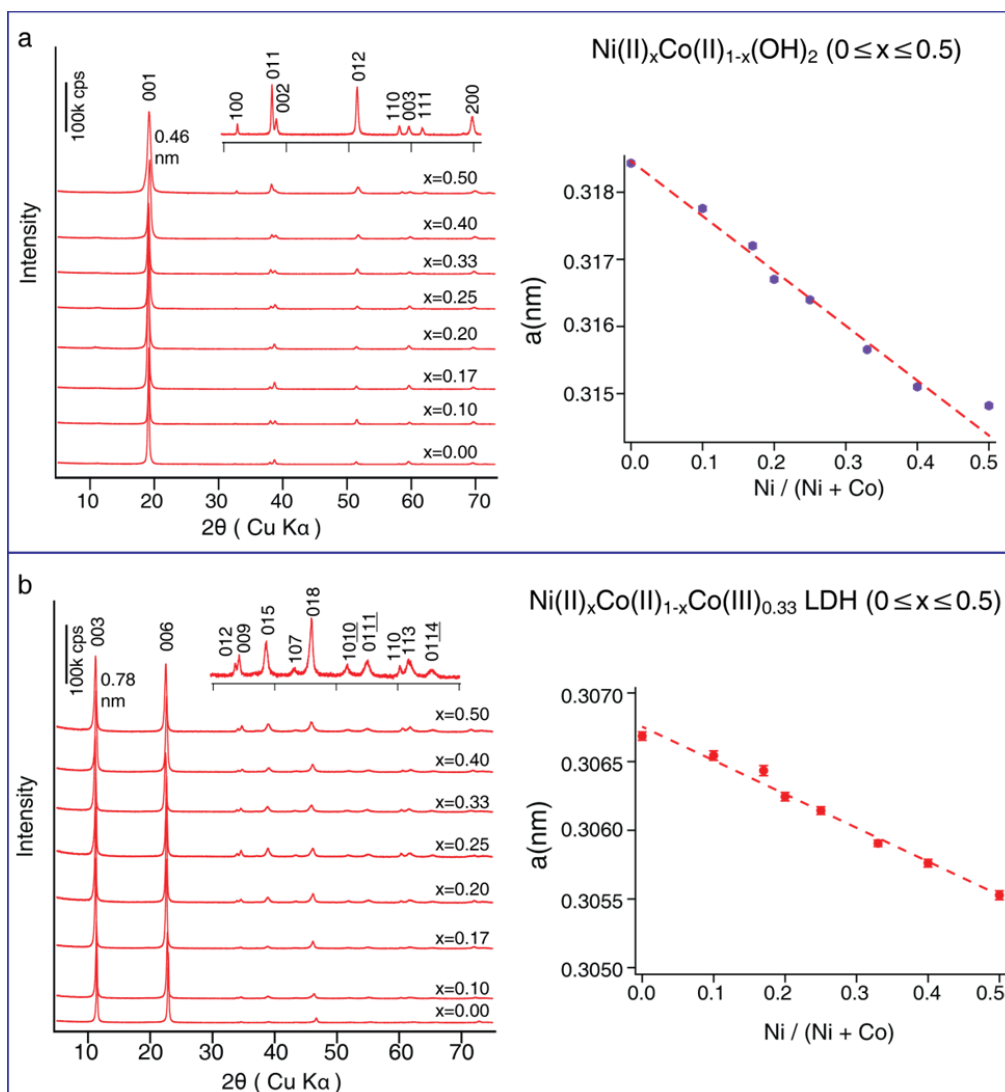 a
100k cps
001
0.46
nm
100
011
002
012
110
003
111
200
x=0.50
x=0.40
x=0.33
x=0.25
x=0.20
x=0.17
x=0.10
x=0.00
Intensity
10 20 30 40 50 60 70
2θ ( Cu Kα )
Ni(II)ₓCo(II)₁₋ₓ(OH)₂ (0≤x≤0.5)
0.318
0.317
0.316
0.315
a(nm)
0.0 0.1 0.2 0.3 0.4 0.5
Ni / (Ni + Co)
b
100k cps
003
0.78
nm
006
012
009
015
107
018
1010
0111
110
113
0114
x=0.50
x=0.40
x=0.33
x=0.25
x=0.20
x=0.17
x=0.10
x=0.00
Intensity
10 20 30 40 50 60 70
2θ ( Cu Kα )
Ni(II)ₓCo(II)₁₋ₓCo(III)₀.₃₃ LDH (0≤x≤0.5)
0.3070
0.3065
0.3060
0.3055
0.3050
a(nm)
0.0 0.1 0.2 0.3 0.4 0.5
Ni / (Ni + Co)